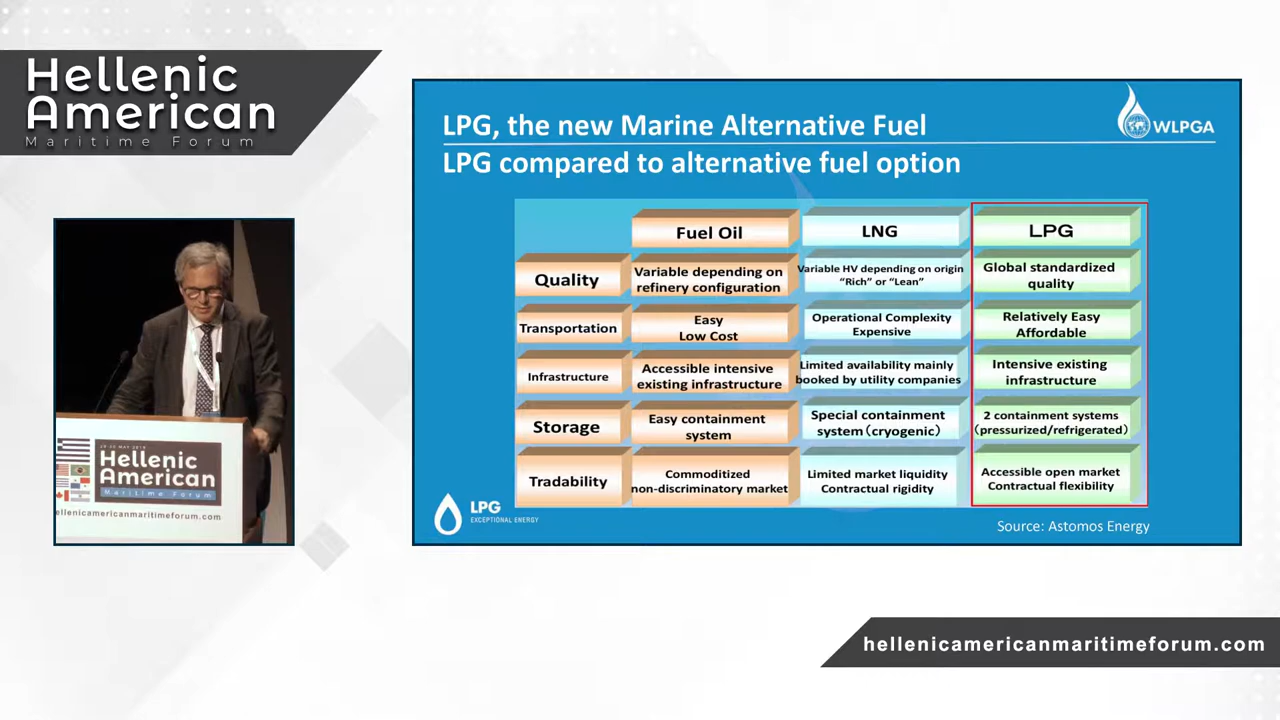 Hellenic
American
Maritime Forum
LPG, the new Marine Alternative Fuel
LPG compared to alternative fuel option
WLPGA
Fuel Oil
LNG
LPG
Quality
Variable depending on
refinery configuration
Variable HV depending on origin
“Rich” or “Lean”
Global standardized
quality
Transportation
Easy
Low Cost
Operational Complexity
Expensive
Relatively Easy
Affordable
Infrastructure
Accessible intensive
existing infrastructure
Limited availability mainly
booked by utility companies
Intensive existing
infrastructure
Storage
Easy containment
system
Special containment
system (cryogenic)
2 containment systems
(pressurized/refrigerated)
Tradability
Commoditized
non-discriminatory market
Limited market liquidity
Contractual rigidity
Accessible open market
Contractual flexibility
LPG
EXCEPTIONAL ENERGY
Source: Astomos Energy
Hellenic
American
Maritime Forum
ellenicamericanmaritimeforum.com
hellenicamericanmaritimeforum.com